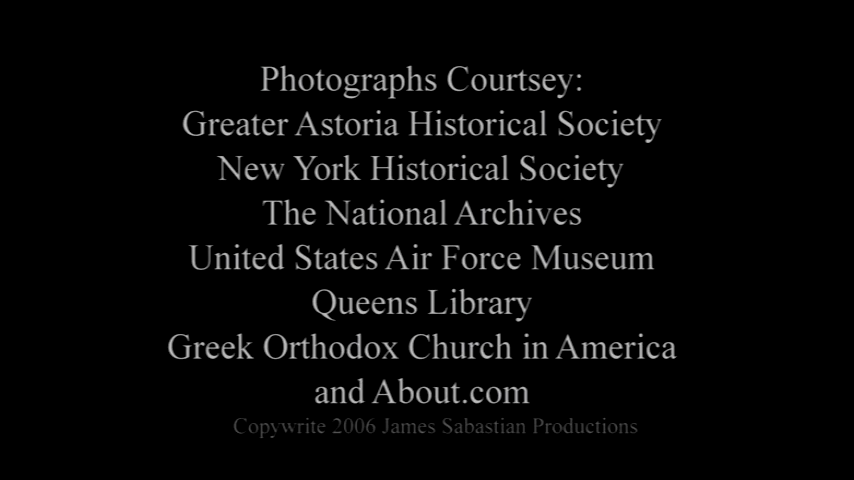 Photographs Courtsey:
Greater Astoria Historical Society
New York Historical Society
The National Archives
United States Air Force Museum
Queens Library
Greek Orthodox Church in America
and About.com
Copywrite 2006 James Sabastian Productions